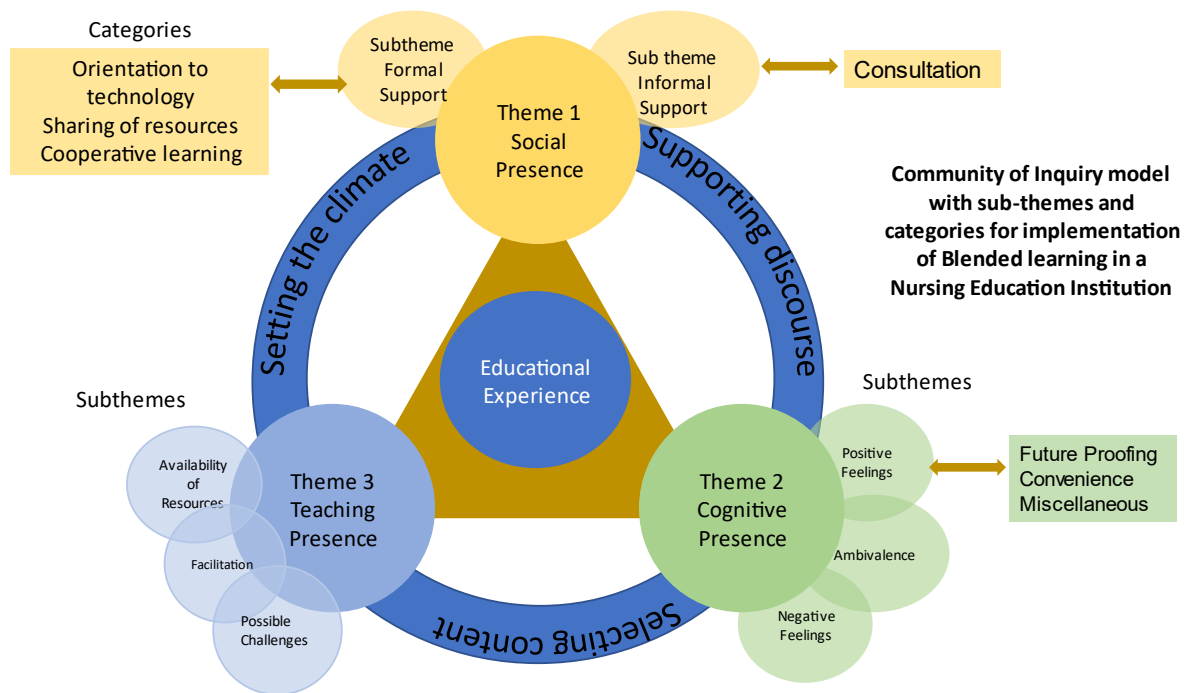 Categories
Orientation to
technology
Sharing of resources
Cooperative learning
Subtheme
Formal
Support
Sub theme
Informal
Support
Consultation
Theme 1
Social
Presence
Setting the climate
Supporting discourse
Community of Inquiry model
with sub-themes and
categories for implementation
of Blended learning in a
Nursing Education Institution
Educational
Experience
Subthemes
Availability
of
Resources
Facilitation
Possible
Challenges
Theme 3
Teaching
Presence
Selecting content
Theme 2
Cognitive
Presence
Subthemes
Positive
Feelings
Ambivalence
Negative
Feelings
Future Proofing
Convenience
Miscellaneous